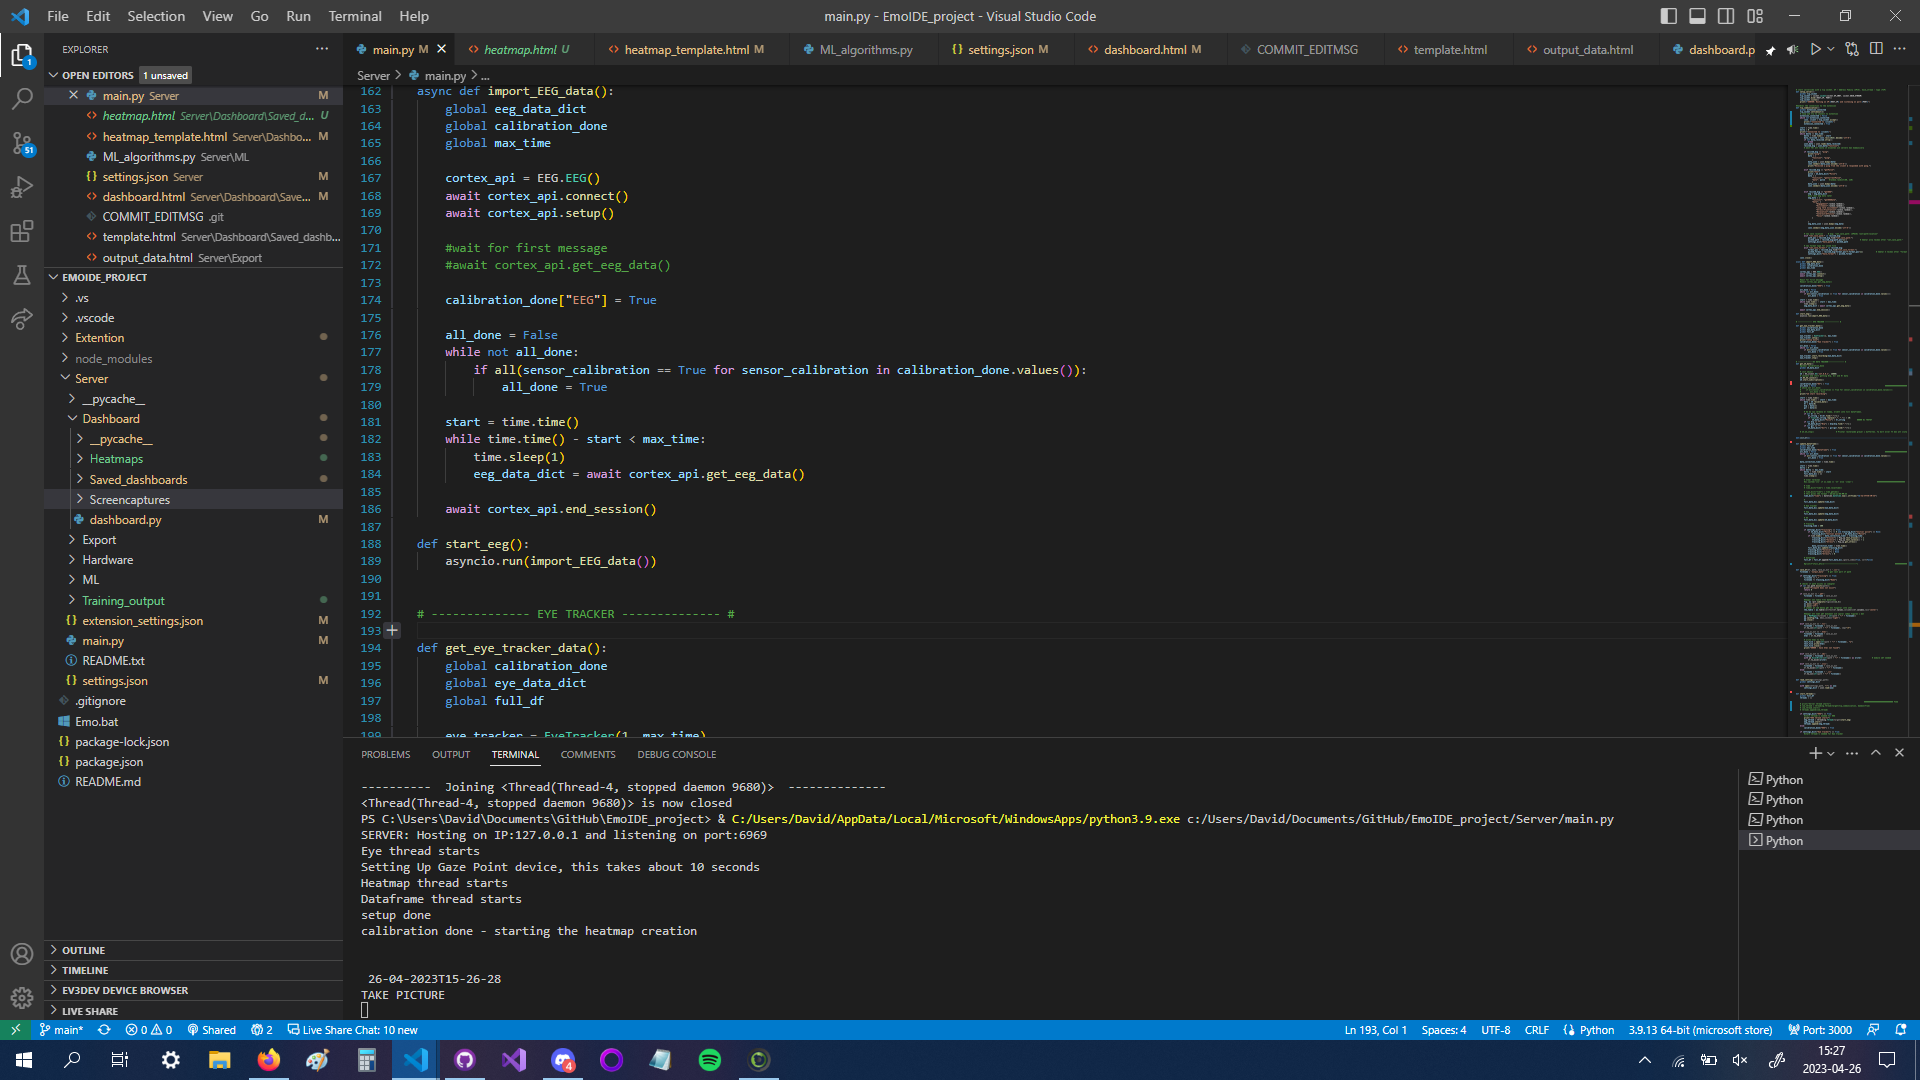 File Edit Selection View Go Run Terminal Help
main.py - EmoIDE_project - Visual Studio Code
EXPLORER
main.py M
heatmap.html U
heatmap_template.html M
ML_algorithms.py
settings.json M
dashboard.html M
COMMIT_EDITMSG
template.html
output_data.html
dashboard.p
OPEN EDITORS 1 unsaved
main.py Server M
heatmap.html Server\Dashboard\Saved_d... U
heatmap_template.html Server\Dashbo... M
ML_algorithms.py Server\ML
settings.json Server M
dashboard.html Server\Dashboard\Save... M
COMMIT_EDITMSG .git
template.html Server\Dashboard\Saved_dashb...
output_data.html Server\Export
EMOIDE_PROJECT
.vs
.vscode
Extention
node_modules
Server
__pycache__
Dashboard
__pycache__
Heatmaps
Saved_dashboards
Screencaptures
dashboard.py M
Export
Hardware
ML
Training_output
extension_settings.json M
main.py M
README.txt
settings.json M
.gitignore
Emo.bat
package-lock.json
package.json
README.md
OUTLINE
TIMELINE
EV3DEV DEVICE BROWSER
LIVE SHARE
1
51
Server > main.py > ...
162 async def import_EEG_data():
163 global eeg_data_dict
164 global calibration_done
165 global max_time
166
167 cortex_api = EEG.EEG()
168 await cortex_api.connect()
169 await cortex_api.setup()
170
171 #wait for first message
172 #await cortex_api.get_eeg_data()
173
174 calibration_done["EEG"] = True
175
176 all_done = False
177 while not all_done:
178 if all(sensor_calibration == True for sensor_calibration in calibration_done.values()):
179 all_done = True
180
181 start = time.time()
182 while time.time() - start < max_time:
183 time.sleep(1)
184 eeg_data_dict = await cortex_api.get_eeg_data()
185
186 await cortex_api.end_session()
187
188 def start_eeg():
189 asyncio.run(import_EEG_data())
190
191
192 # -------------- EYE TRACKER -------------- #
193
194 def get_eye_tracker_data():
195 global calibration_done
196 global eye_data_dict
197 global full_df
198
199 eye_tracker = EyeTracker(1, max_time)
PROBLEMS OUTPUT TERMINAL COMMENTS DEBUG CONSOLE
---------- Joining <Thread(Thread-4, stopped daemon 9680)> --------------
<Thread(Thread-4, stopped daemon 9680)> is now closed
PS C:\Users\David\Documents\GitHub\EmoIDE_project> & C:/Users/David/AppData/Local/Microsoft/WindowsApps/python3.9.exe c:/Users/David/Documents/GitHub/EmoIDE_project/Server/main.py
SERVER: Hosting on IP:127.0.0.1 and listening on port:6969
Eye thread starts
Setting Up Gaze Point device, this takes about 10 seconds
Heatmap thread starts
Dataframe thread starts
setup done
calibration done - starting the heatmap creation
26-04-2023T15-26-28
TAKE PICTURE
Python
Python
Python
Python
main* 0 0 Shared 2 Live Share Chat: 10 new
Ln 193, Col 1 Spaces: 4 UTF-8 CRLF Python 3.9.13 64-bit (microsoft store) Port: 3000
4
15:27
2023-04-26